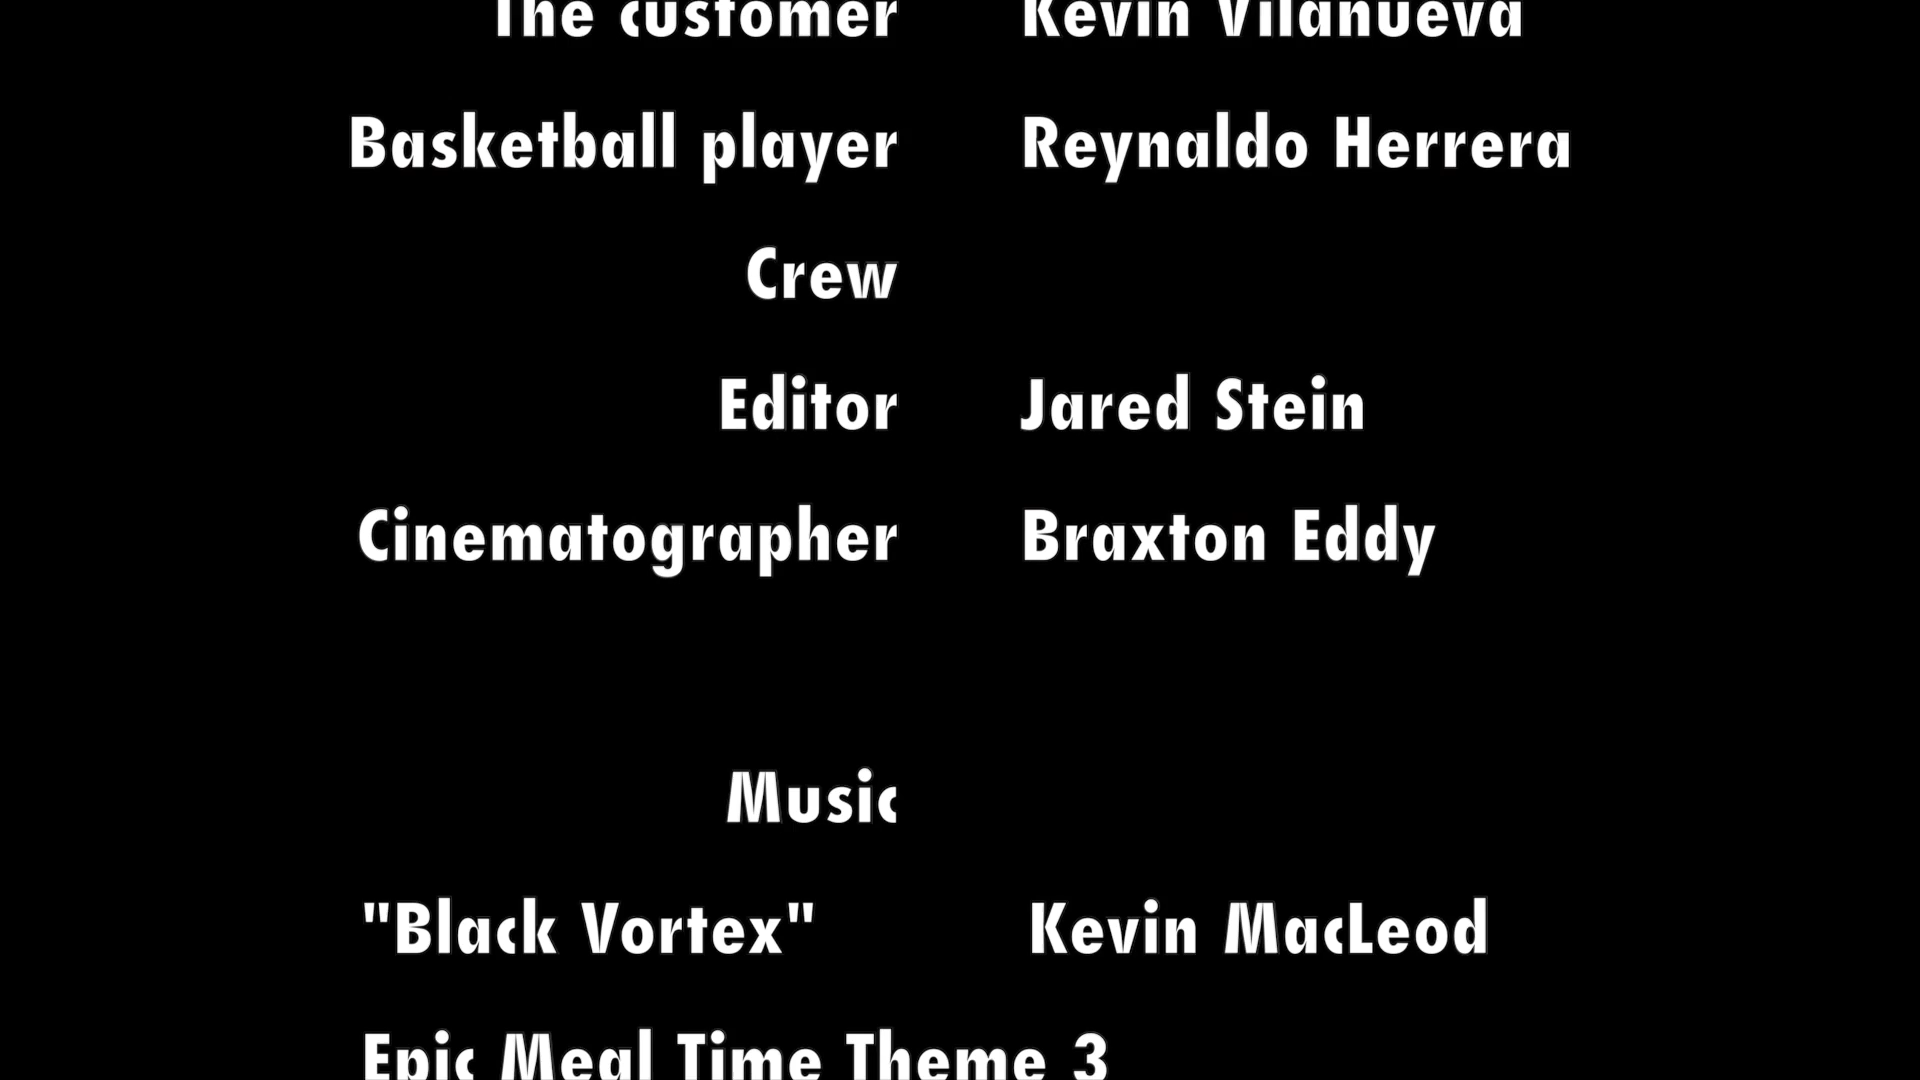 The customer Kevin Vilanueva
Basketball player Reynaldo Herrera
Crew
Editor Jared Stein
Cinematographer Braxton Eddy
Music
"Black Vortex" Kevin MacLeod
Epic Meal Time Theme 3